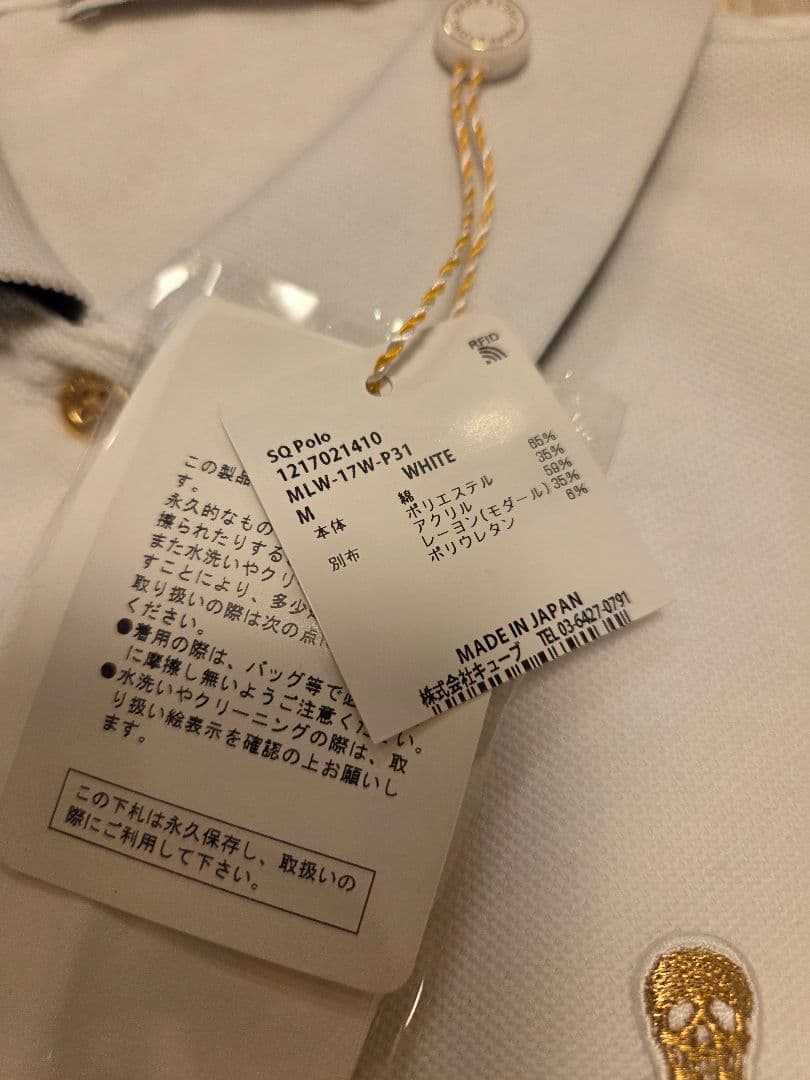 RFID
SQ Polo
1217021410
MLW-17W-P31
M WHITE
本体 綿 65%
ポリエステル 35%
別布 アクリル 59%
レーヨン(モダール) 35%
ポリウレタン 6%
MADE IN JAPAN
株式会社キューブ TEL 03-6427-0791
この製品
す。
永久的なもの
擦られたりする
また水洗いやクリ
すことにより、多少
取り扱いの際は次の点に
ください。
●着用の際は、バッグ等で
に摩擦し無いようご注意ください。
●水洗いやクリーニングの際は、取
り扱い絵表示を確認の上お願いし
ます。
この下札は永久保存し、取扱いの
際にご利用して下さい。